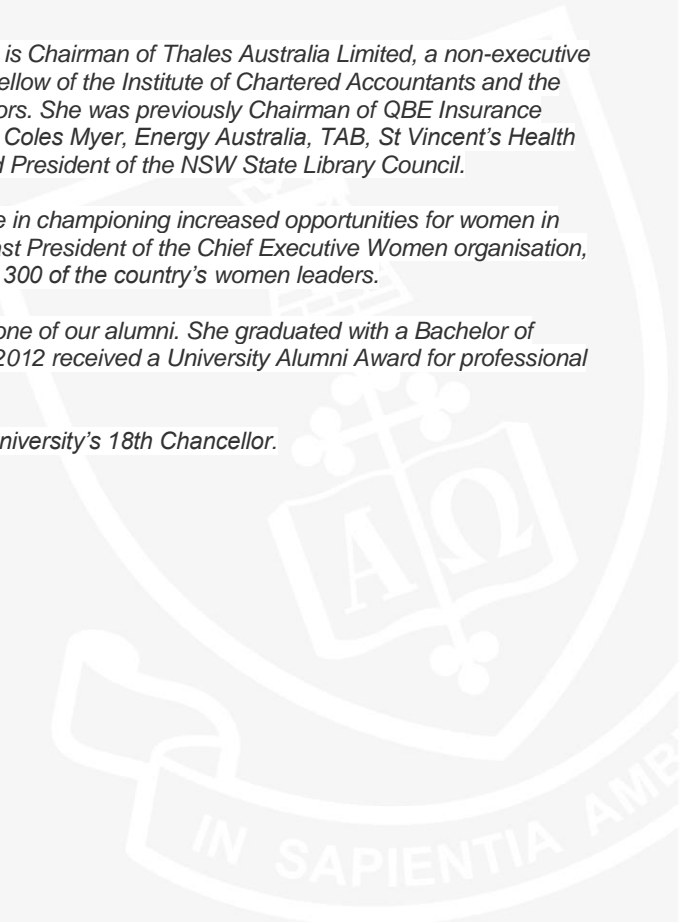 is Chairman of Thales Australia Limited, a non-executive
ellow of the Institute of Chartered Accountants and the
ors. She was previously Chairman of QBE Insurance
Coles Myer, Energy Australia, TAB, St Vincent’s Health
d President of the NSW State Library Council.
e in championing increased opportunities for women in
ast President of the Chief Executive Women organisation,
300 of the country’s women leaders.
one of our alumni. She graduated with a Bachelor of
2012 received a University Alumni Award for professional
niversity’s 18th Chancellor.
ΑΩ
IN SAPIENTIA AMB